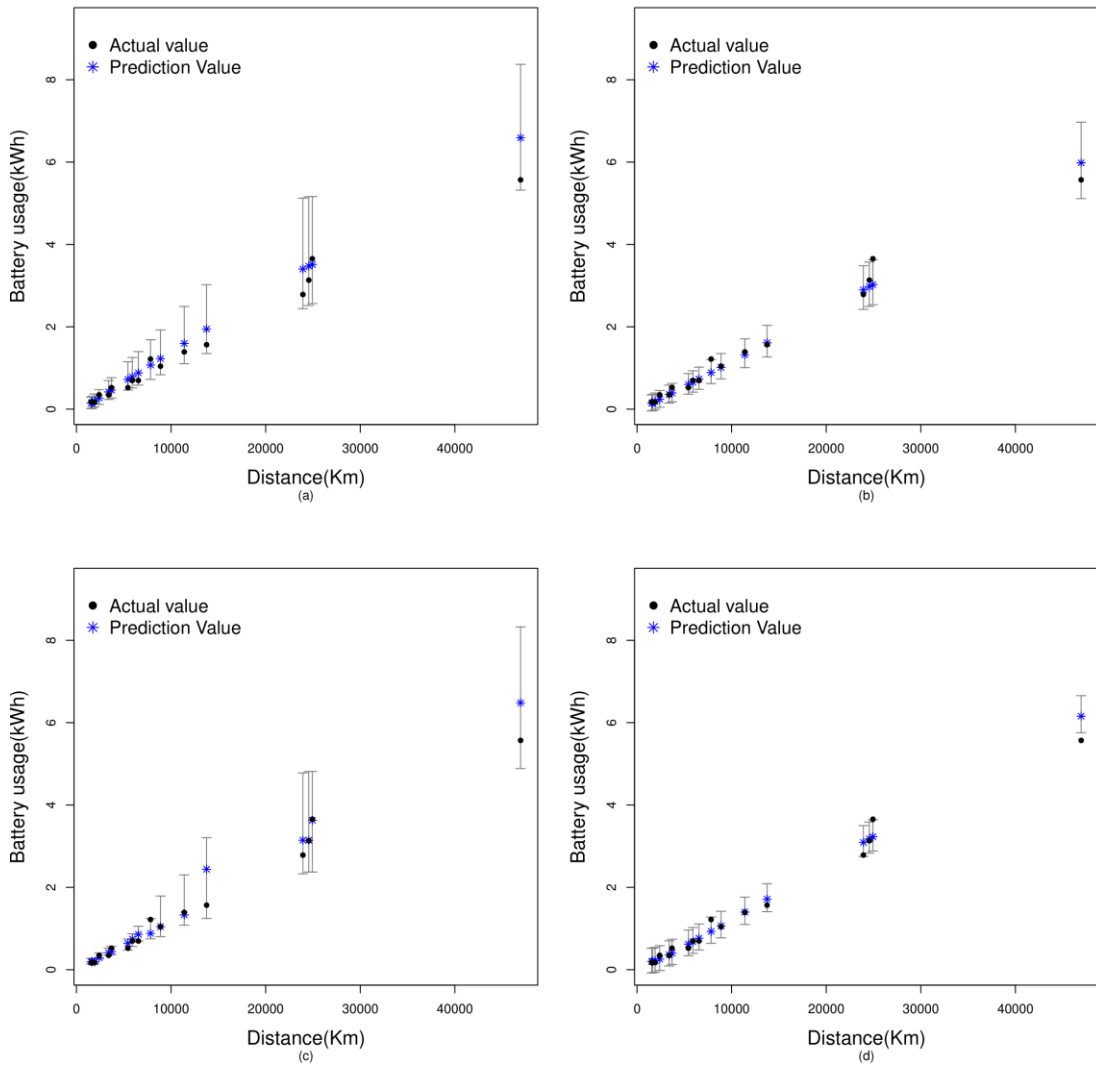 Actual value
Prediction Value
Battery usage(kWh)
8
6
4
2
0
0 10000 20000 30000 40000
Distance(Km)
(a)
Actual value
Prediction Value
Battery usage(kWh)
8
6
4
2
0
0 10000 20000 30000 40000
Distance(Km)
(b)
Actual value
Prediction Value
Battery usage(kWh)
8
6
4
2
0
0 10000 20000 30000 40000
Distance(Km)
(c)
Actual value
Prediction Value
Battery usage(kWh)
8
6
4
2
0
0 10000 20000 30000 40000
Distance(Km)
(d)